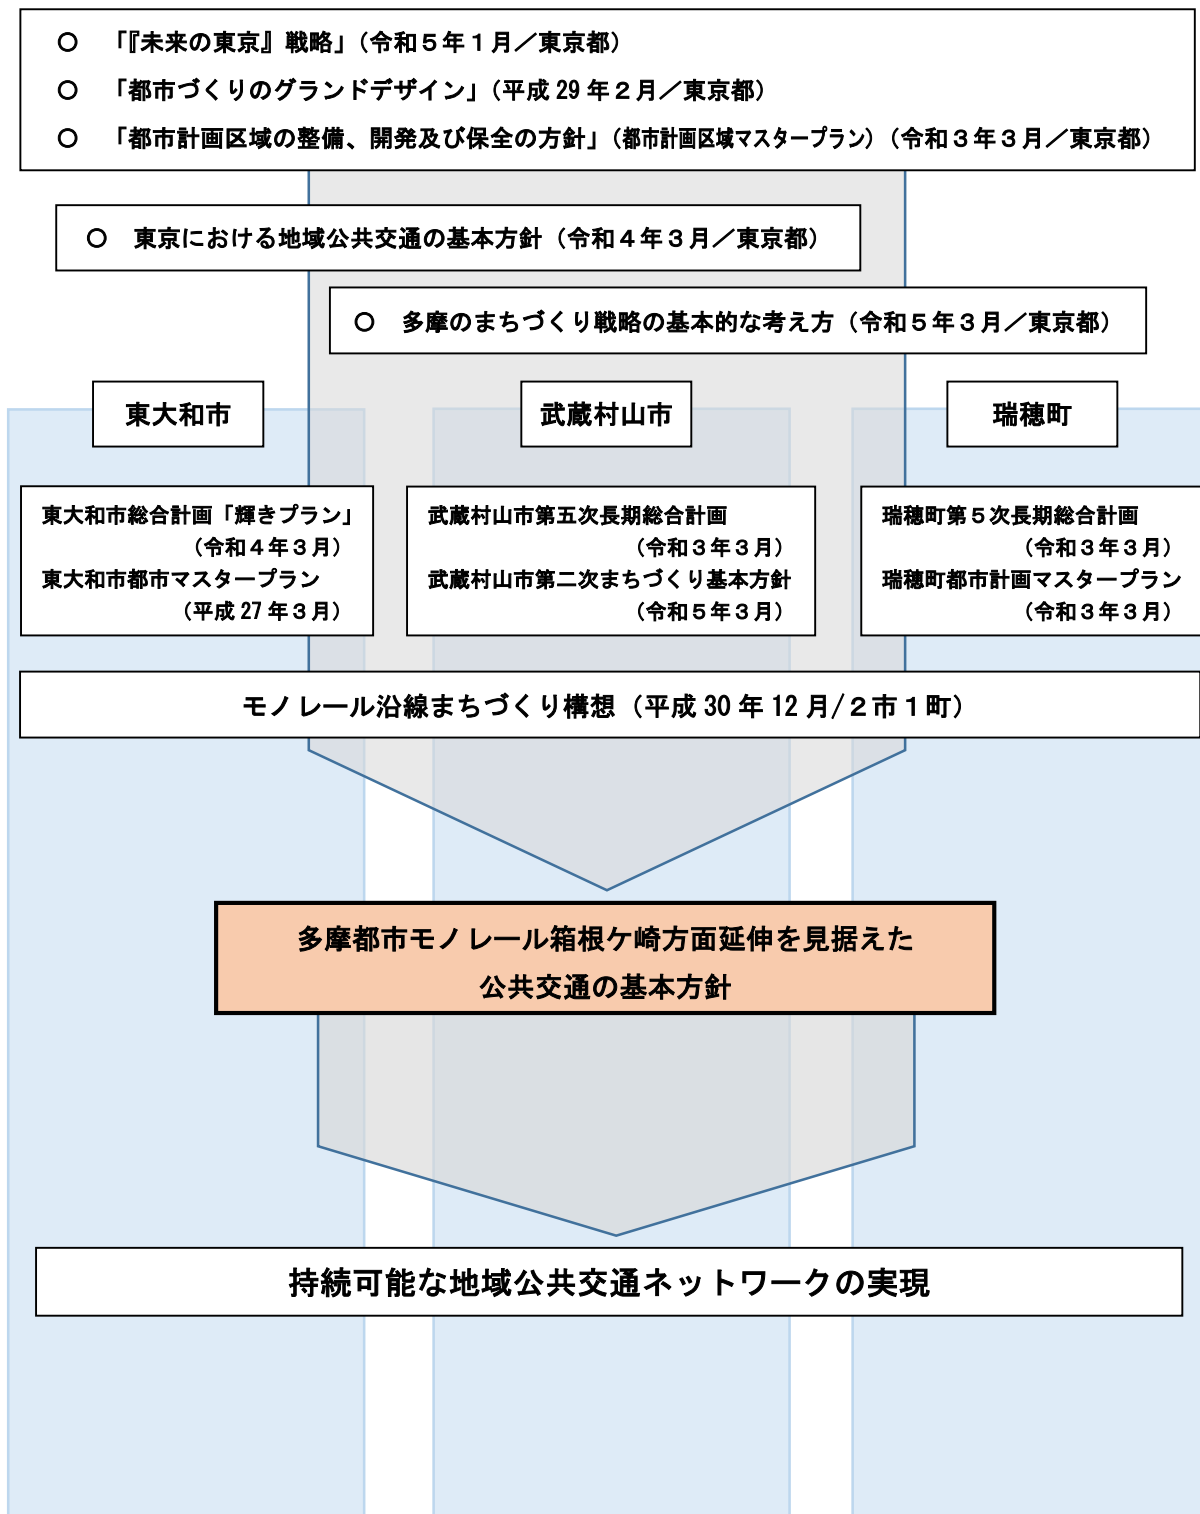 ○ 「『未来の東京』戦略」（令和５年１月／東京都）
○ 「都市づくりのグランドデザイン」（平成 29 年２月／東京都）
○ 「都市計画区域の整備、開発及び保全の方針」（都市計画区域マスタープラン）（令和３年３月／東京都）
○ 東京における地域公共交通の基本方針（令和４年３月／東京都）
○ 多摩のまちづくり戦略の基本的な考え方（令和５年３月／東京都）
東大和市
武蔵村山市
瑞穂町
東大和市総合計画「輝きプラン」
（令和４年３月）
東大和市都市マスタープラン
（平成 27 年３月）
武蔵村山市第五次長期総合計画
（令和３年３月）
武蔵村山市第二次まちづくり基本方針
（令和５年３月）
瑞穂町第５次長期総合計画
（令和３年３月）
瑞穂町都市計画マスタープラン
（令和３年３月）
モノレール沿線まちづくり構想（平成 30 年 12 月/２市１町）
多摩都市モノレール箱根ケ崎方面延伸を見据えた
公共交通の基本方針
持続可能な地域公共交通ネットワークの実現